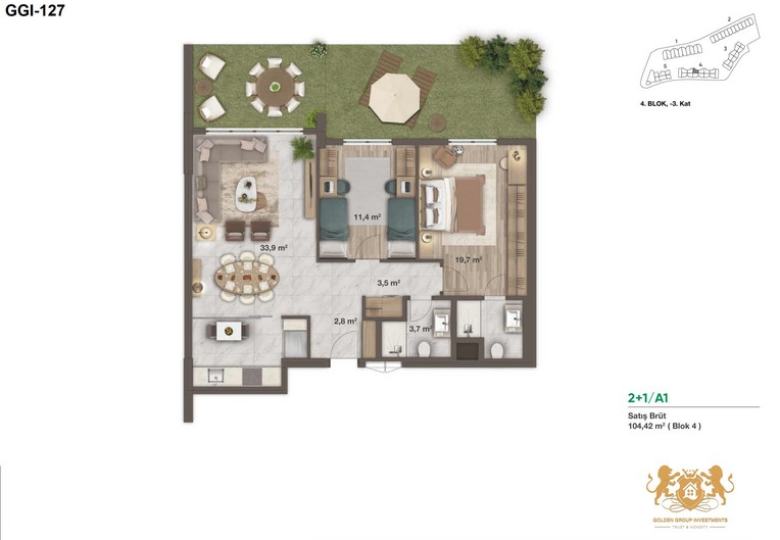 GGI-127
1
2
3
4
5
4. BLOK, -3. Kat
11,4 m²
33,9 m²
19,7 m²
3,5 m²
2,8 m²
3,7 m²
2+1/A1
Satış Brüt
104,42 m² ( Blok 4 )
GOLDEN GROUP INVESTMENTS
TRUST & HONESTY